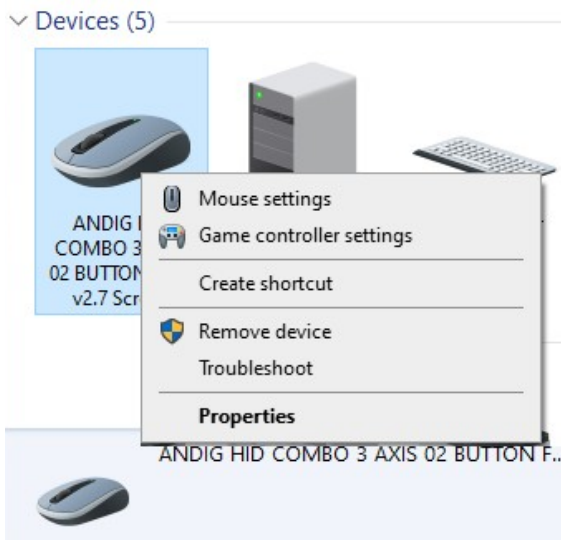 Devices (5)
ANDIG
COMBO 3
02 BUTTON
v2.7
Mouse settings
Game controller settings
Create shortcut
Remove device
Troubleshoot
Properties
ANDIG HID COMBO 3 AXIS 02 BUTTON F...